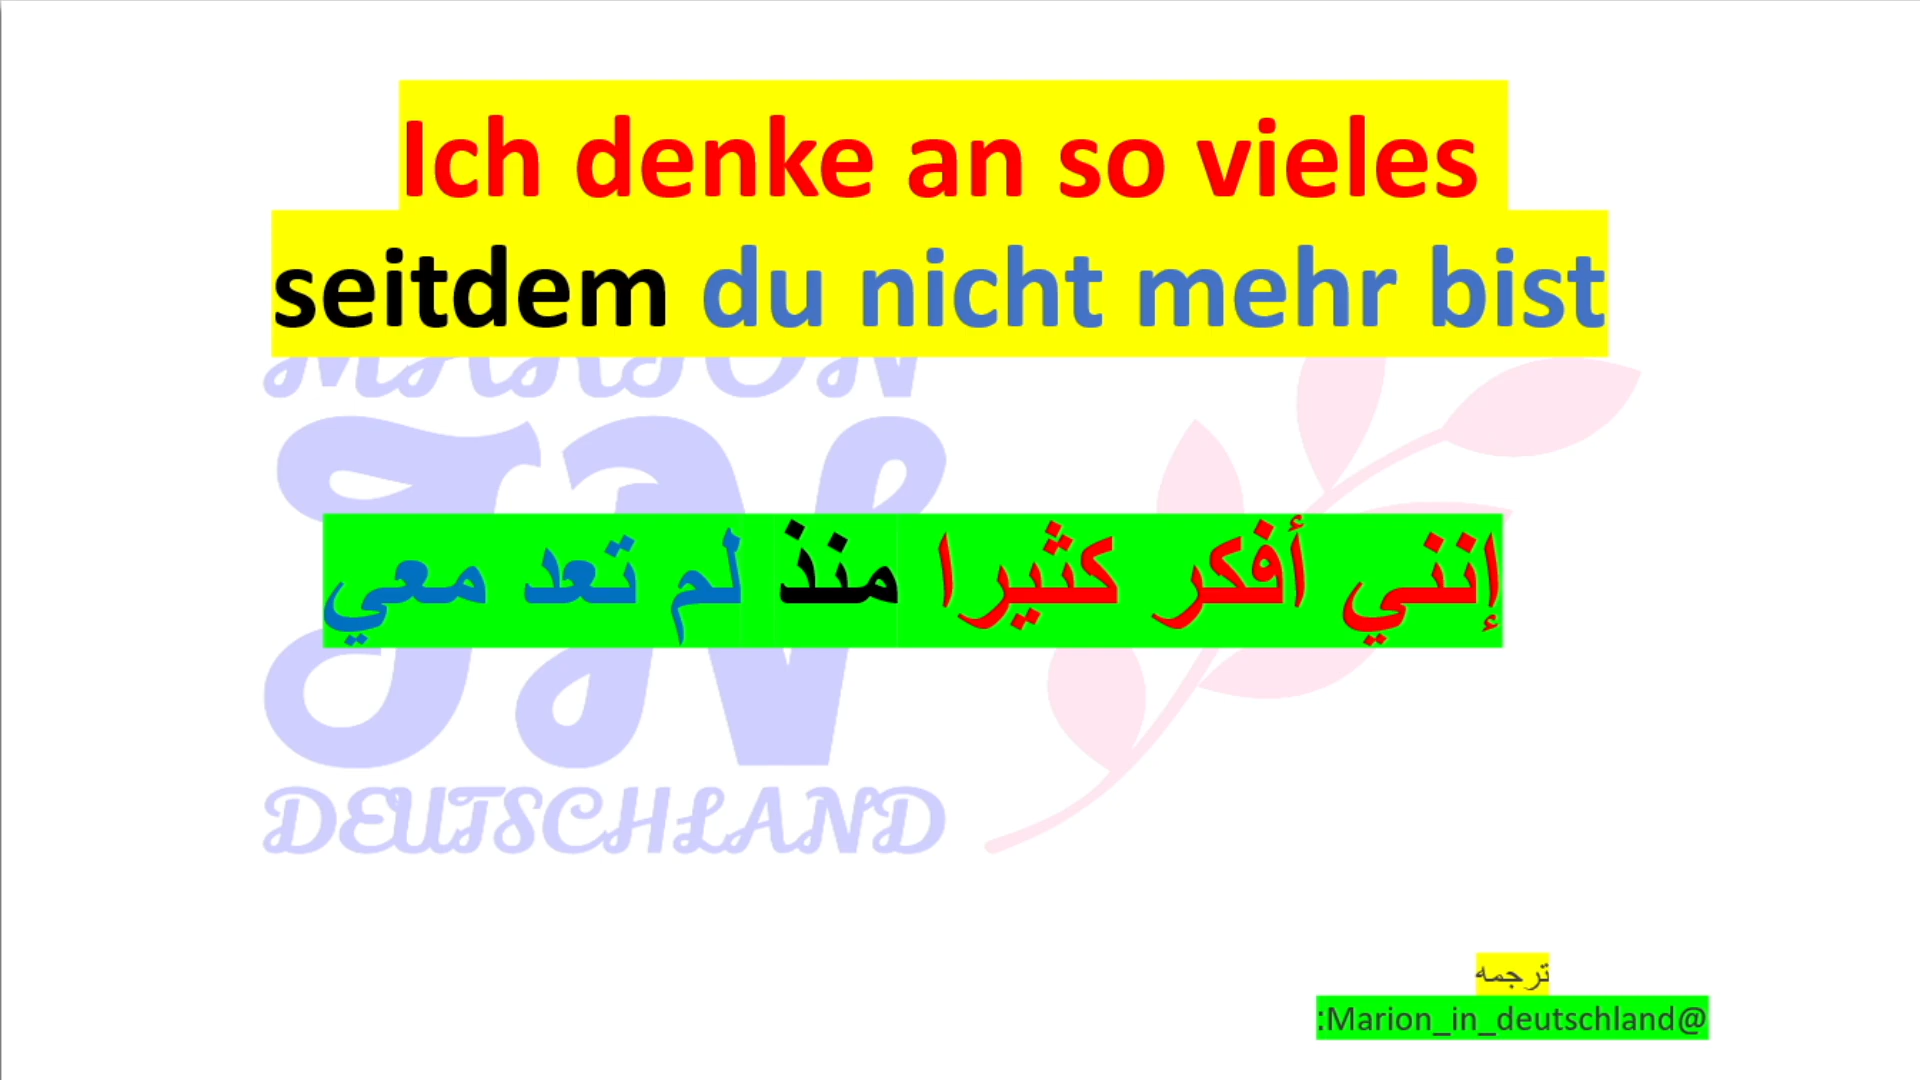 Ich denke an so vieles
seitdem du nicht mehr bist
MARION
IN
إنني أفكر كثيرا منذ لم تعد معي
DEUTSCHLAND
ترجمه
:Marion_in_deutschland@